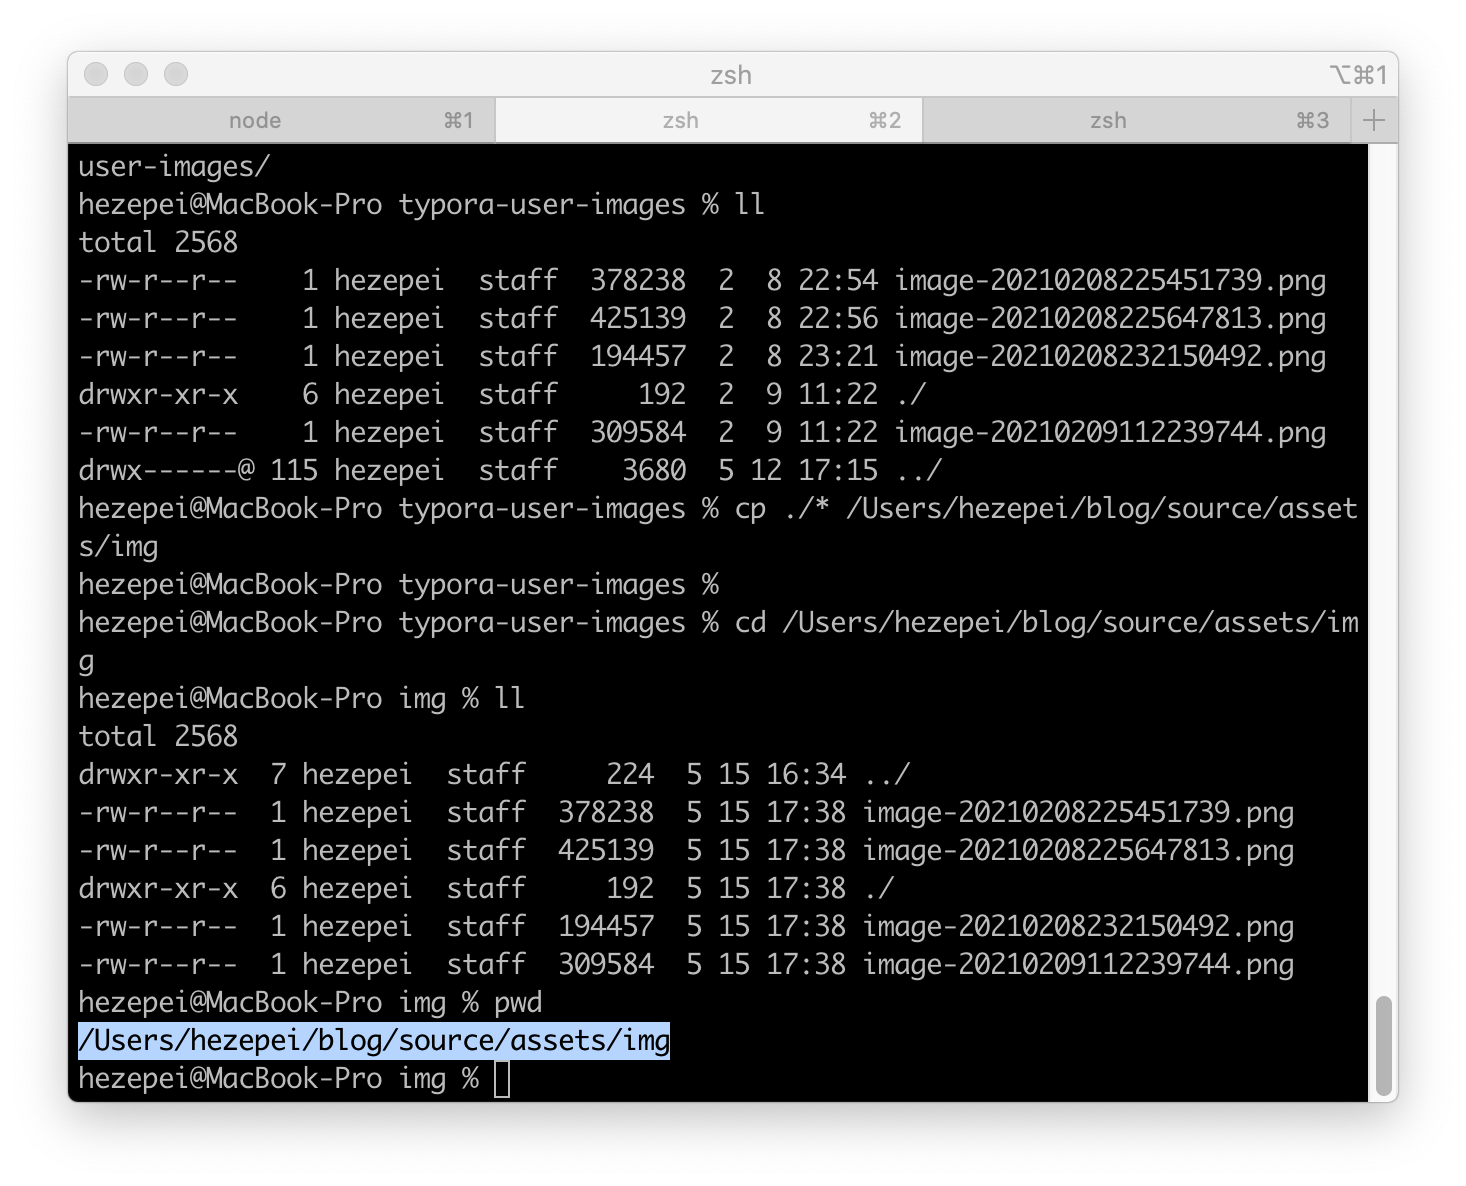 zsh ⌥⌘1
node ⌘1 zsh ⌘2 zsh ⌘3 +
user-images/
hezepei@MacBook-Pro typora-user-images % ll
total 2568
-rw-r--r--    1 hezepei  staff  378238  2  8 22:54 image-20210208225451739.png
-rw-r--r--    1 hezepei  staff  425139  2  8 22:56 image-20210208225647813.png
-rw-r--r--    1 hezepei  staff  194457  2  8 23:21 image-20210208232150492.png
drwxr-xr-x    6 hezepei  staff     192  2  9 11:22 ./
-rw-r--r--    1 hezepei  staff  309584  2  9 11:22 image-20210209112239744.png
drwx------@ 115 hezepei  staff    3680  5 12 17:15 ../
hezepei@MacBook-Pro typora-user-images % cp ./* /Users/hezepei/blog/source/asset
s/img
hezepei@MacBook-Pro typora-user-images %
hezepei@MacBook-Pro typora-user-images % cd /Users/hezepei/blog/source/assets/im
g
hezepei@MacBook-Pro img % ll
total 2568
drwxr-xr-x  7 hezepei  staff     224  5 15 16:34 ../
-rw-r--r--  1 hezepei  staff  378238  5 15 17:38 image-20210208225451739.png
-rw-r--r--  1 hezepei  staff  425139  5 15 17:38 image-20210208225647813.png
drwxr-xr-x  6 hezepei  staff     192  5 15 17:38 ./
-rw-r--r--  1 hezepei  staff  194457  5 15 17:38 image-20210208232150492.png
-rw-r--r--  1 hezepei  staff  309584  5 15 17:38 image-20210209112239744.png
hezepei@MacBook-Pro img % pwd
/Users/hezepei/blog/source/assets/img
hezepei@MacBook-Pro img %